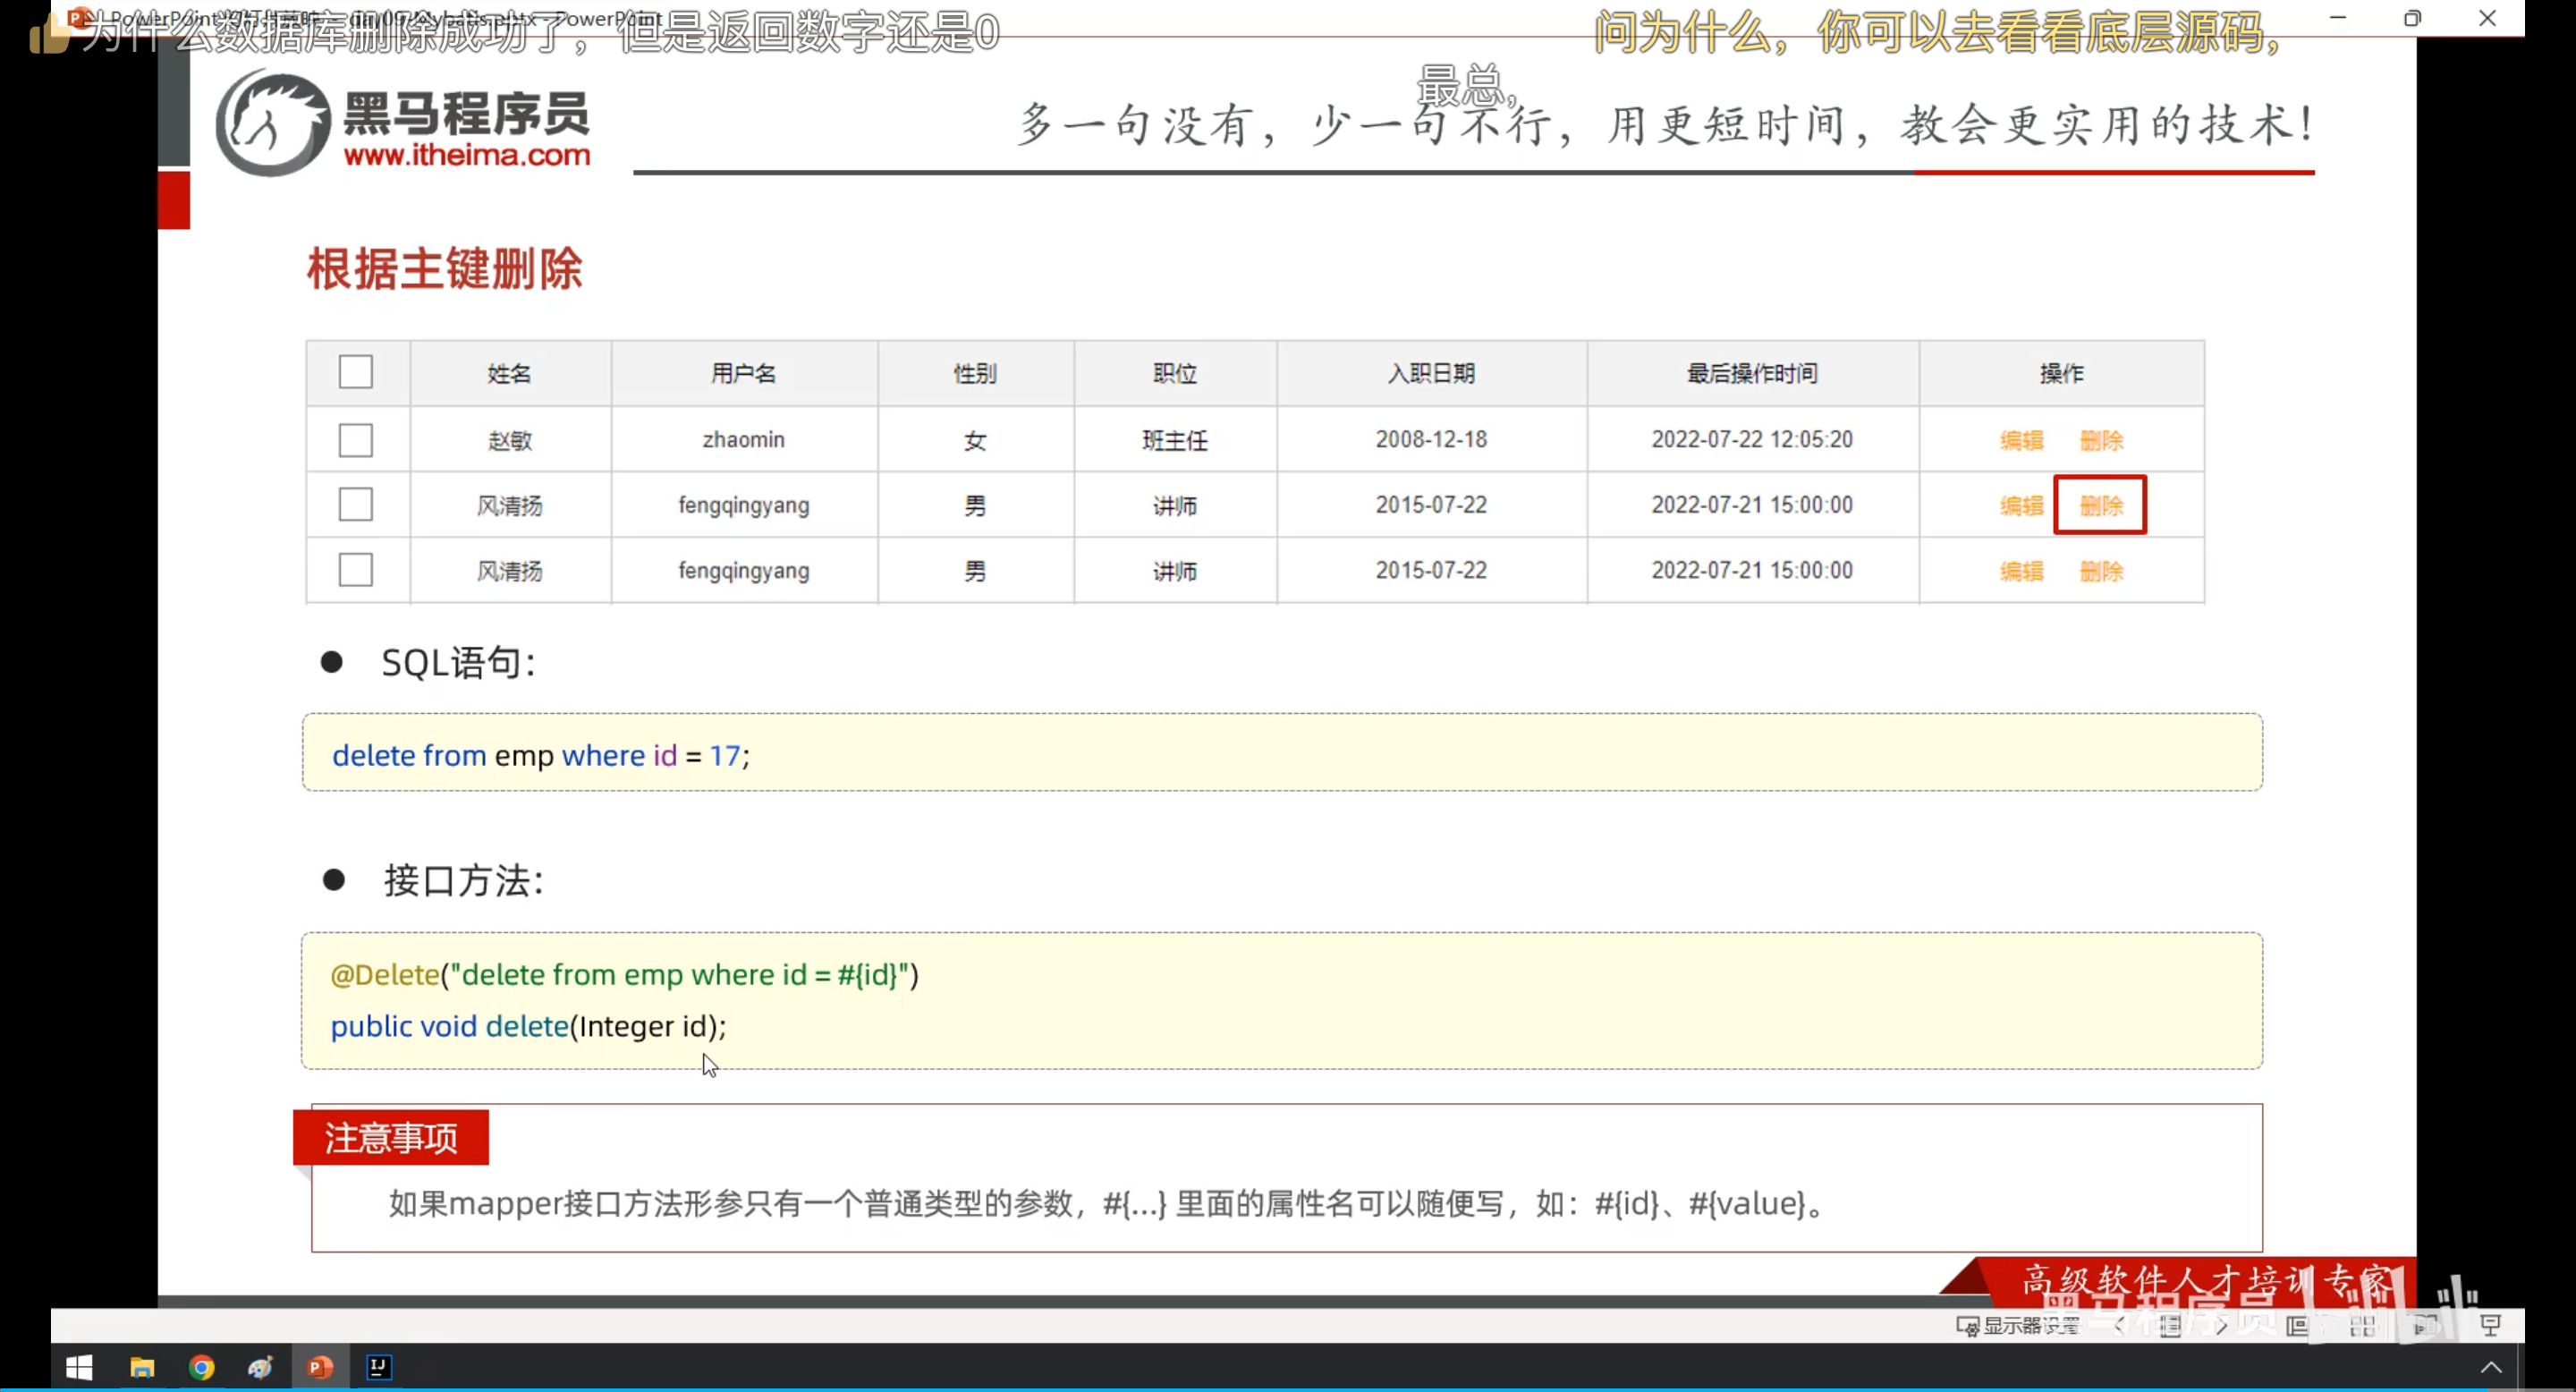 为什么数据库删除成功了，但是返回数字还是0
问为什么，你可以去看看底层源码，
day09-Mybatis.pptx - PowerPoint
最总，
黑马程序员
www.itheima.com
多一句没有，少一句不行，用更短时间，教会更实用的技术！
根据主键删除
姓名 用户名 性别 职位 入职日期 最后操作时间 操作
赵敏 zhaomin 女 班主任 2008-12-18 2022-07-22 12:05:20 编辑 删除
风清扬 fengqingyang 男 讲师 2015-07-22 2022-07-21 15:00:00 编辑 删除
风清扬 fengqingyang 男 讲师 2015-07-22 2022-07-21 15:00:00 编辑 删除
● SQL语句：
delete from emp where id = 17;
● 接口方法：
@Delete("delete from emp where id = #{id}")
public void delete(Integer id);
注意事项
如果mapper接口方法形参只有一个普通类型的参数，#{…} 里面的属性名可以随便写，如：#{id}、#{value}。
高级软件人才培训专家
黑马程序员
显示器设置